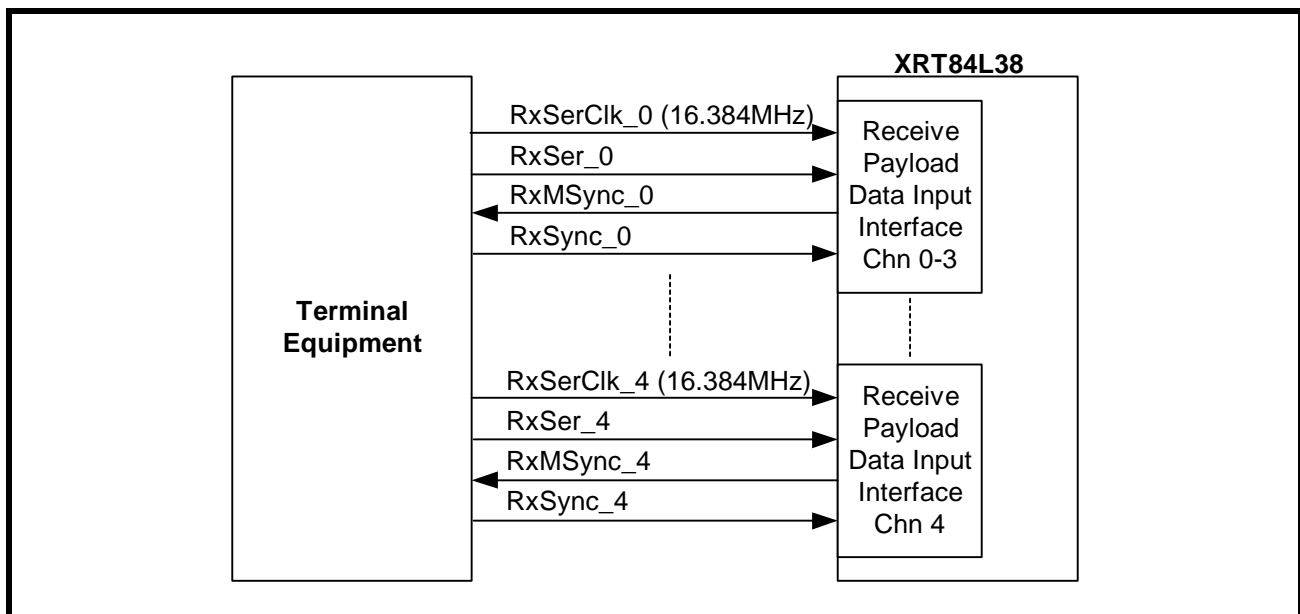 XRT84L38
RxSerClk_0 (16.384MHz)
RxSer_0
RxMSync_0
RxSync_0
Receive
Payload
Data Input
Interface
Chn 0-3
Terminal
Equipment
RxSerClk_4 (16.384MHz)
RxSer_4
RxMSync_4
RxSync_4
Receive
Payload
Data Input
Interface
Chn 4